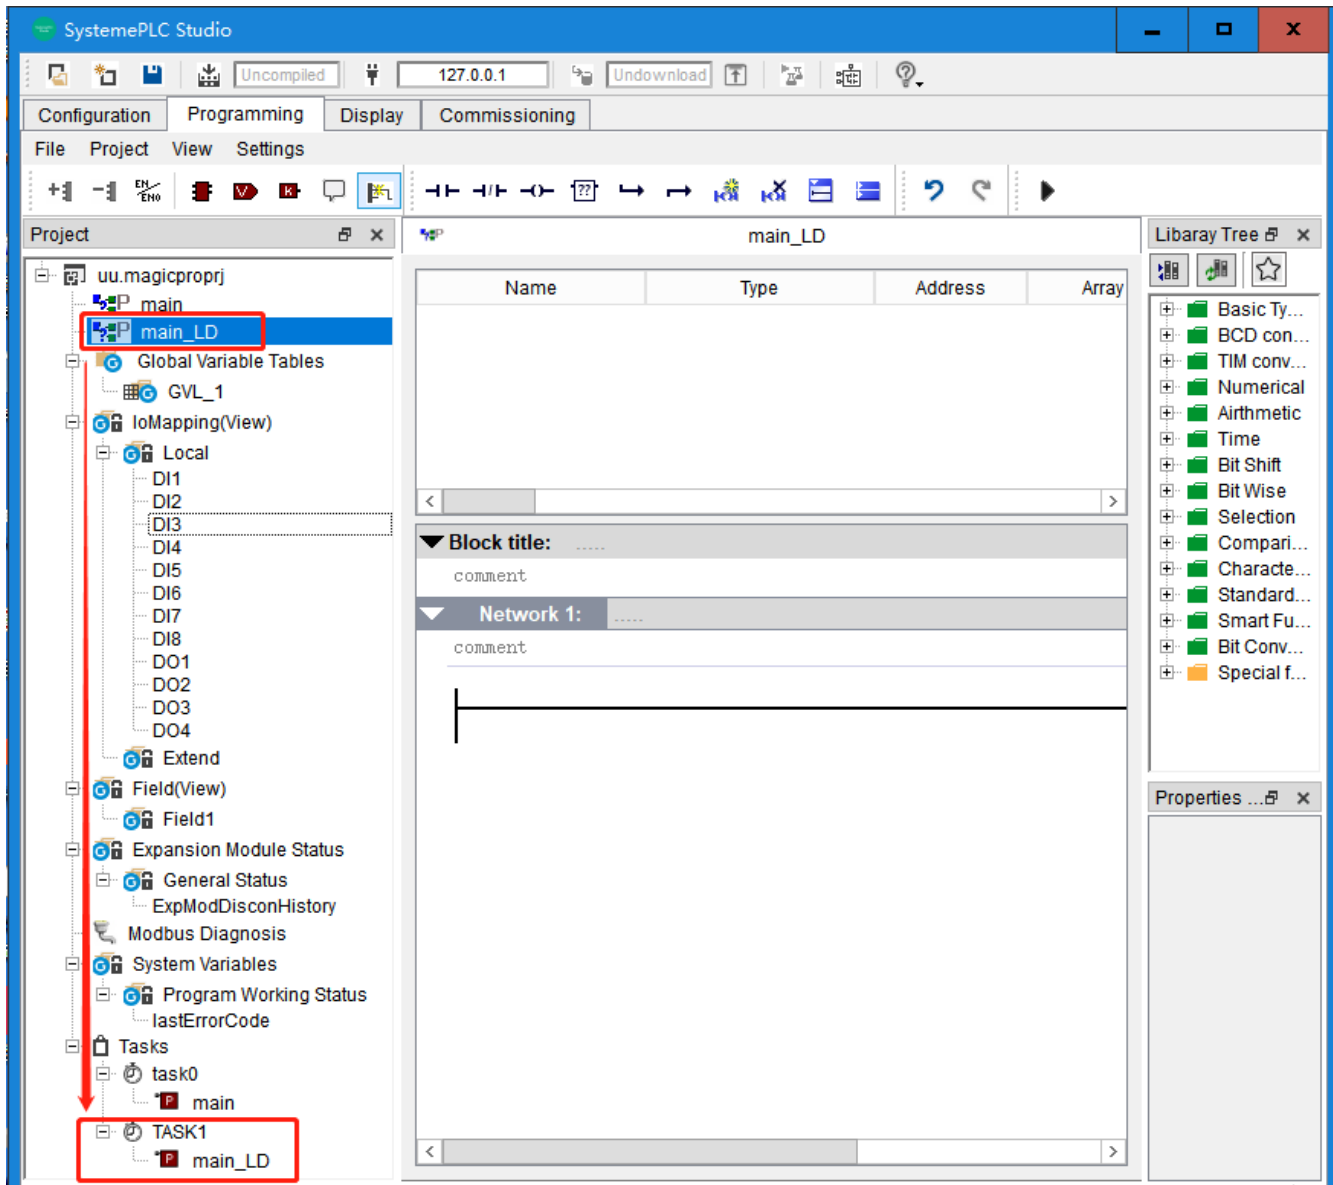 SystemePLC Studio
Uncompiled
127.0.0.1
Undownload
Configuration Programming Display Commissioning
File Project View Settings
EN/ENO
V
K
??
Project
main_LD
Libaray Tree
uu.magicproprj
main
main_LD
Global Variable Tables
GVL_1
IoMapping(View)
Local
DI1
DI2
DI3
DI4
DI5
DI6
DI7
DI8
DO1
DO2
DO3
DO4
Extend
Field(View)
Field1
Expansion Module Status
General Status
ExpModDisconHistory
Modbus Diagnosis
System Variables
Program Working Status
lastErrorCode
Tasks
task0
main
TASK1
main_LD
Name Type Address Array
Block title: .....
comment
Network 1: .....
comment
Basic Ty...
BCD con...
TIM conv...
Numerical
Airthmetic
Time
Bit Shift
Bit Wise
Selection
Compari...
Characte...
Standard...
Smart Fu...
Bit Conv...
Special f...
Properties ...